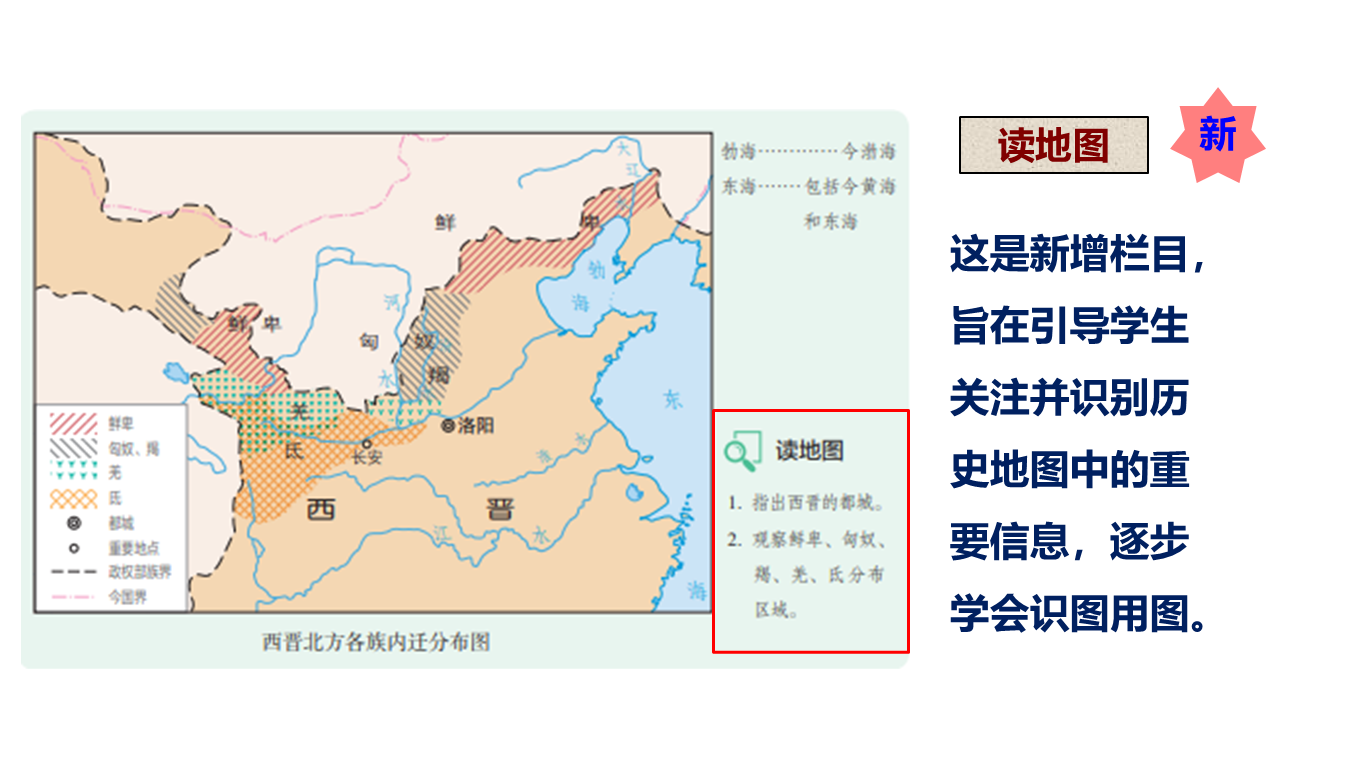 读地图
新
这是新增栏目，
旨在引导学生
关注并识别历
史地图中的重
要信息，逐步
学会识图用图。
勃海…………今渤海
东海……包括今黄海
和东海
大
辽
水
鲜
卑
勃
海
河
水
鲜 卑
匈
奴
羯
羌
氐
长安
洛阳
东
海
淮
水
西
晋
江
水
鲜卑
匈奴、羯
羌
氐
都城
重要地点
政权部族界
今国界
读地图
1. 指出西晋的都城。
2. 观察鲜卑、匈奴、
羯、羌、氐分布
区域。
西晋北方各族内迁分布图